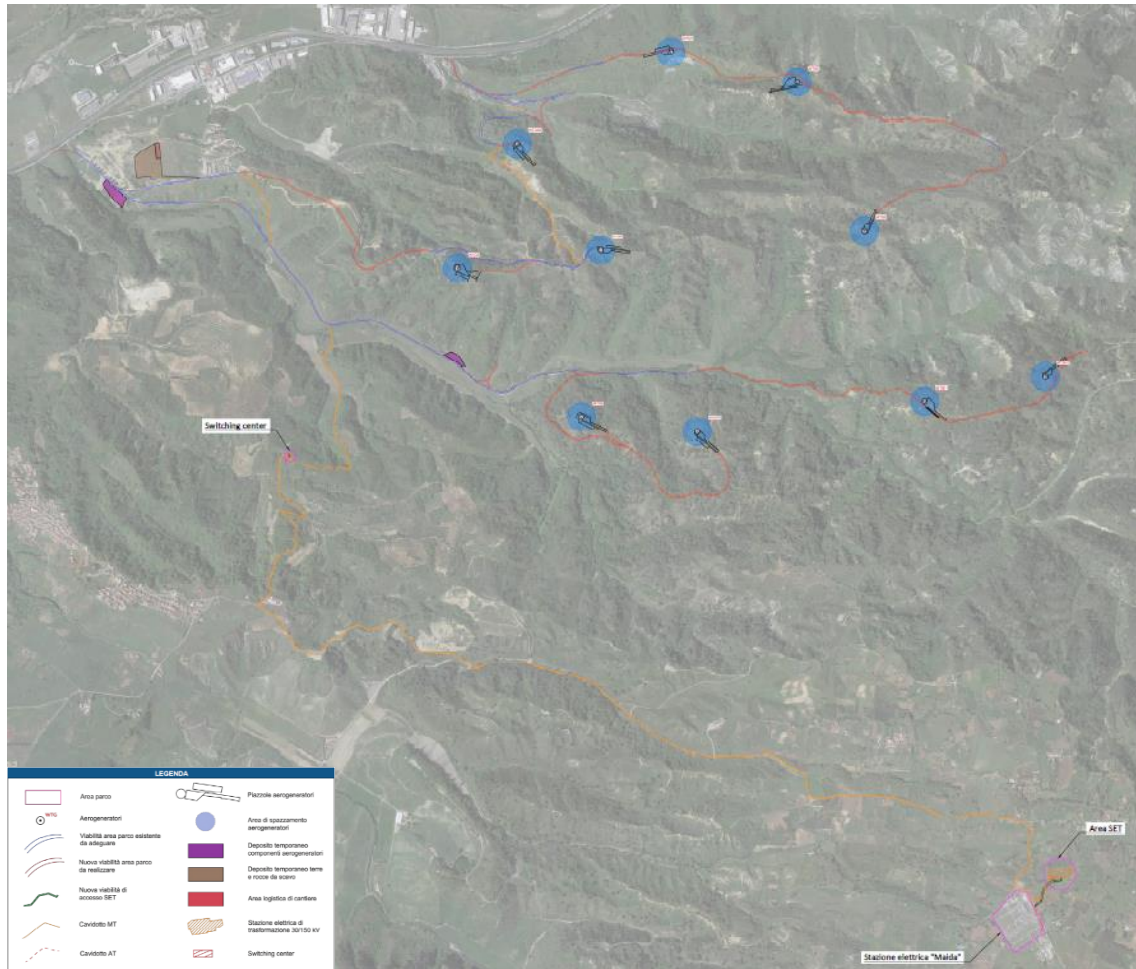 Switching center
Area SET
Stazione elettrica "Maida"
LEGENDA
Area parco
WTG
Aerogeneratori
Viabilità area parco esistente
da adeguare
Nuova viabilità area parco
da realizzare
Nuova viabilità di
accesso SET
Cavidotto MT
Cavidotto AT
Piazzole aerogeneratori
Area di spazzamento
aerogeneratori
Deposito temporaneo
componenti aerogeneratori
Deposito temporaneo terre
e rocce da scavo
Area logistica di cantiere
Stazione elettrica di
trasformazione 30/150 kV
Switching center